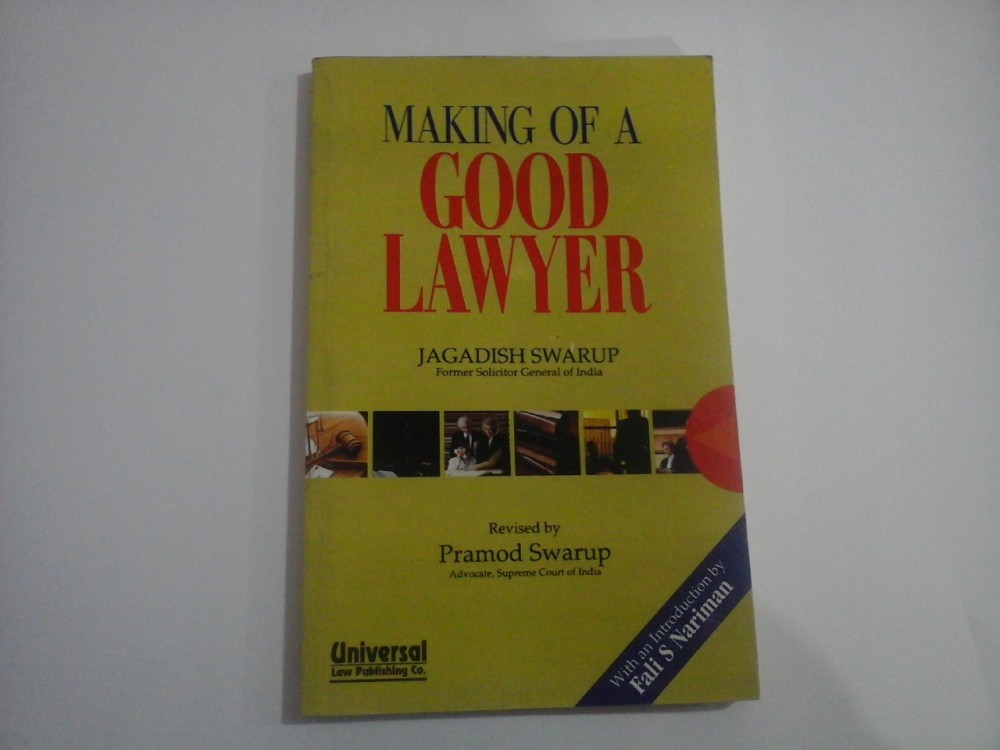 MAKING OF A
GOOD
LAWYER
JAGADISH SWARUP
Former Solicitor General of India
Revised by
Pramod Swarup
Advocate, Supreme Court of India
With an Introduction by
Fali S Nariman
Universal
Law Publishing Co.